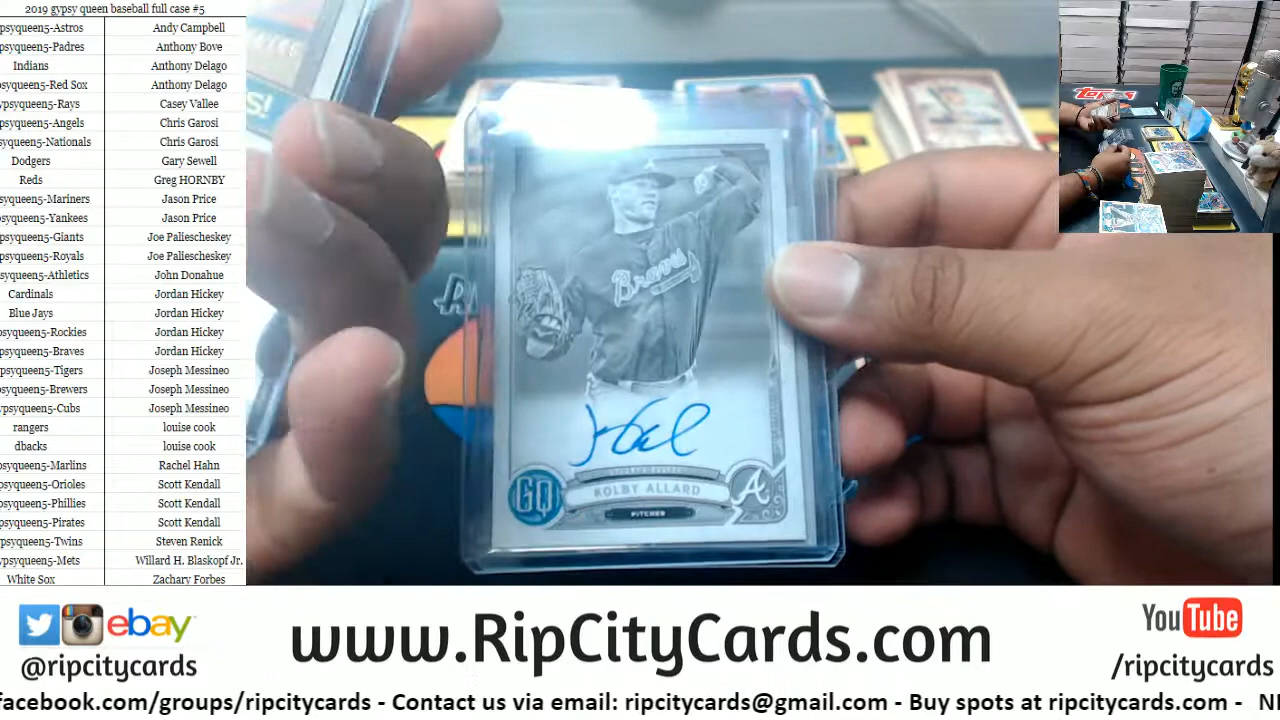 2019 gypsy queen baseball full case #5
psyqueen5-Astros Andy Campbell
psyqueen5-Padres Anthony Bove
Indians Anthony Delago
psyqueen5-Red Sox Anthony Delago
ypsyqueen5-Rays Casey Vallee
psyqueen5-Angels Chris Garosi
psyqueen5-Nationals Chris Garosi
Dodgers Gary Sewell
Reds Greg HORNBY
psyqueen5-Mariners Jason Price
psyqueen5-Yankees Jason Price
psyqueen5-Giants Joe Paliescheskey
psyqueen5-Royals Joe Paliescheskey
psyqueen5-Athletics John Donahue
Cardinals Jordan Hickey
Blue Jays Jordan Hickey
ypsyqueen5-Rockies Jordan Hickey
psyqueen5-Braves Jordan Hickey
psyqueen5-Tigers Joseph Messineo
psyqueen5-Brewers Joseph Messineo
ypsyqueen5-Cubs Joseph Messineo
rangers louise cook
dbacks louise cook
psyqueen5-Marlins Rachel Hahn
psyqueen5-Orioles Scott Kendall
psyqueen5-Phillies Scott Kendall
psyqueen5-Pirates Scott Kendall
psyqueen5-Twins Steven Renick
ypsyqueen5-Mets Willard H. Blaskopf Jr.
White Sox Zachary Forbes
Topps
Braves
GQ
KOLBY ALLARD
A
PITCHER
ebay
@ripcitycards
www.RipCityCards.com
YouTube
/ripcitycards
facebook.com/groups/ripcitycards - Contact us via email: ripcitycards@gmail.com - Buy spots at ripcitycards.com -